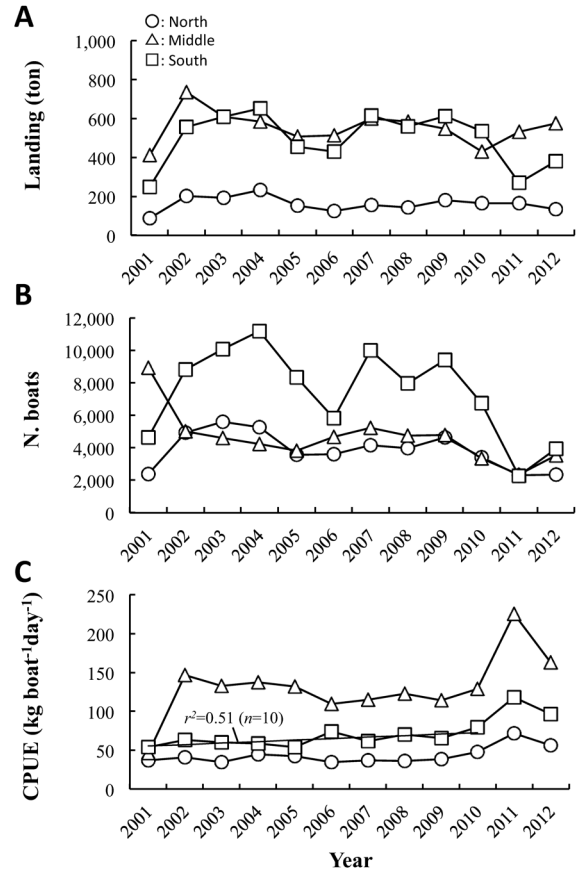 A
○: North
△: Middle
□: South
Landing (ton)
1,000
800
600
400
200
0
2001 2002 2003 2004 2005 2006 2007 2008 2009 2010 2011 2012
B
N. boats
12,000
10,000
8,000
6,000
4,000
2,000
0
2001 2002 2003 2004 2005 2006 2007 2008 2009 2010 2011 2012
C
CPUE (kg boat⁻¹day⁻¹)
250
200
150
100
50
0
r²=0.51 (n=10)
2001 2002 2003 2004 2005 2006 2007 2008 2009 2010 2011 2012
Year